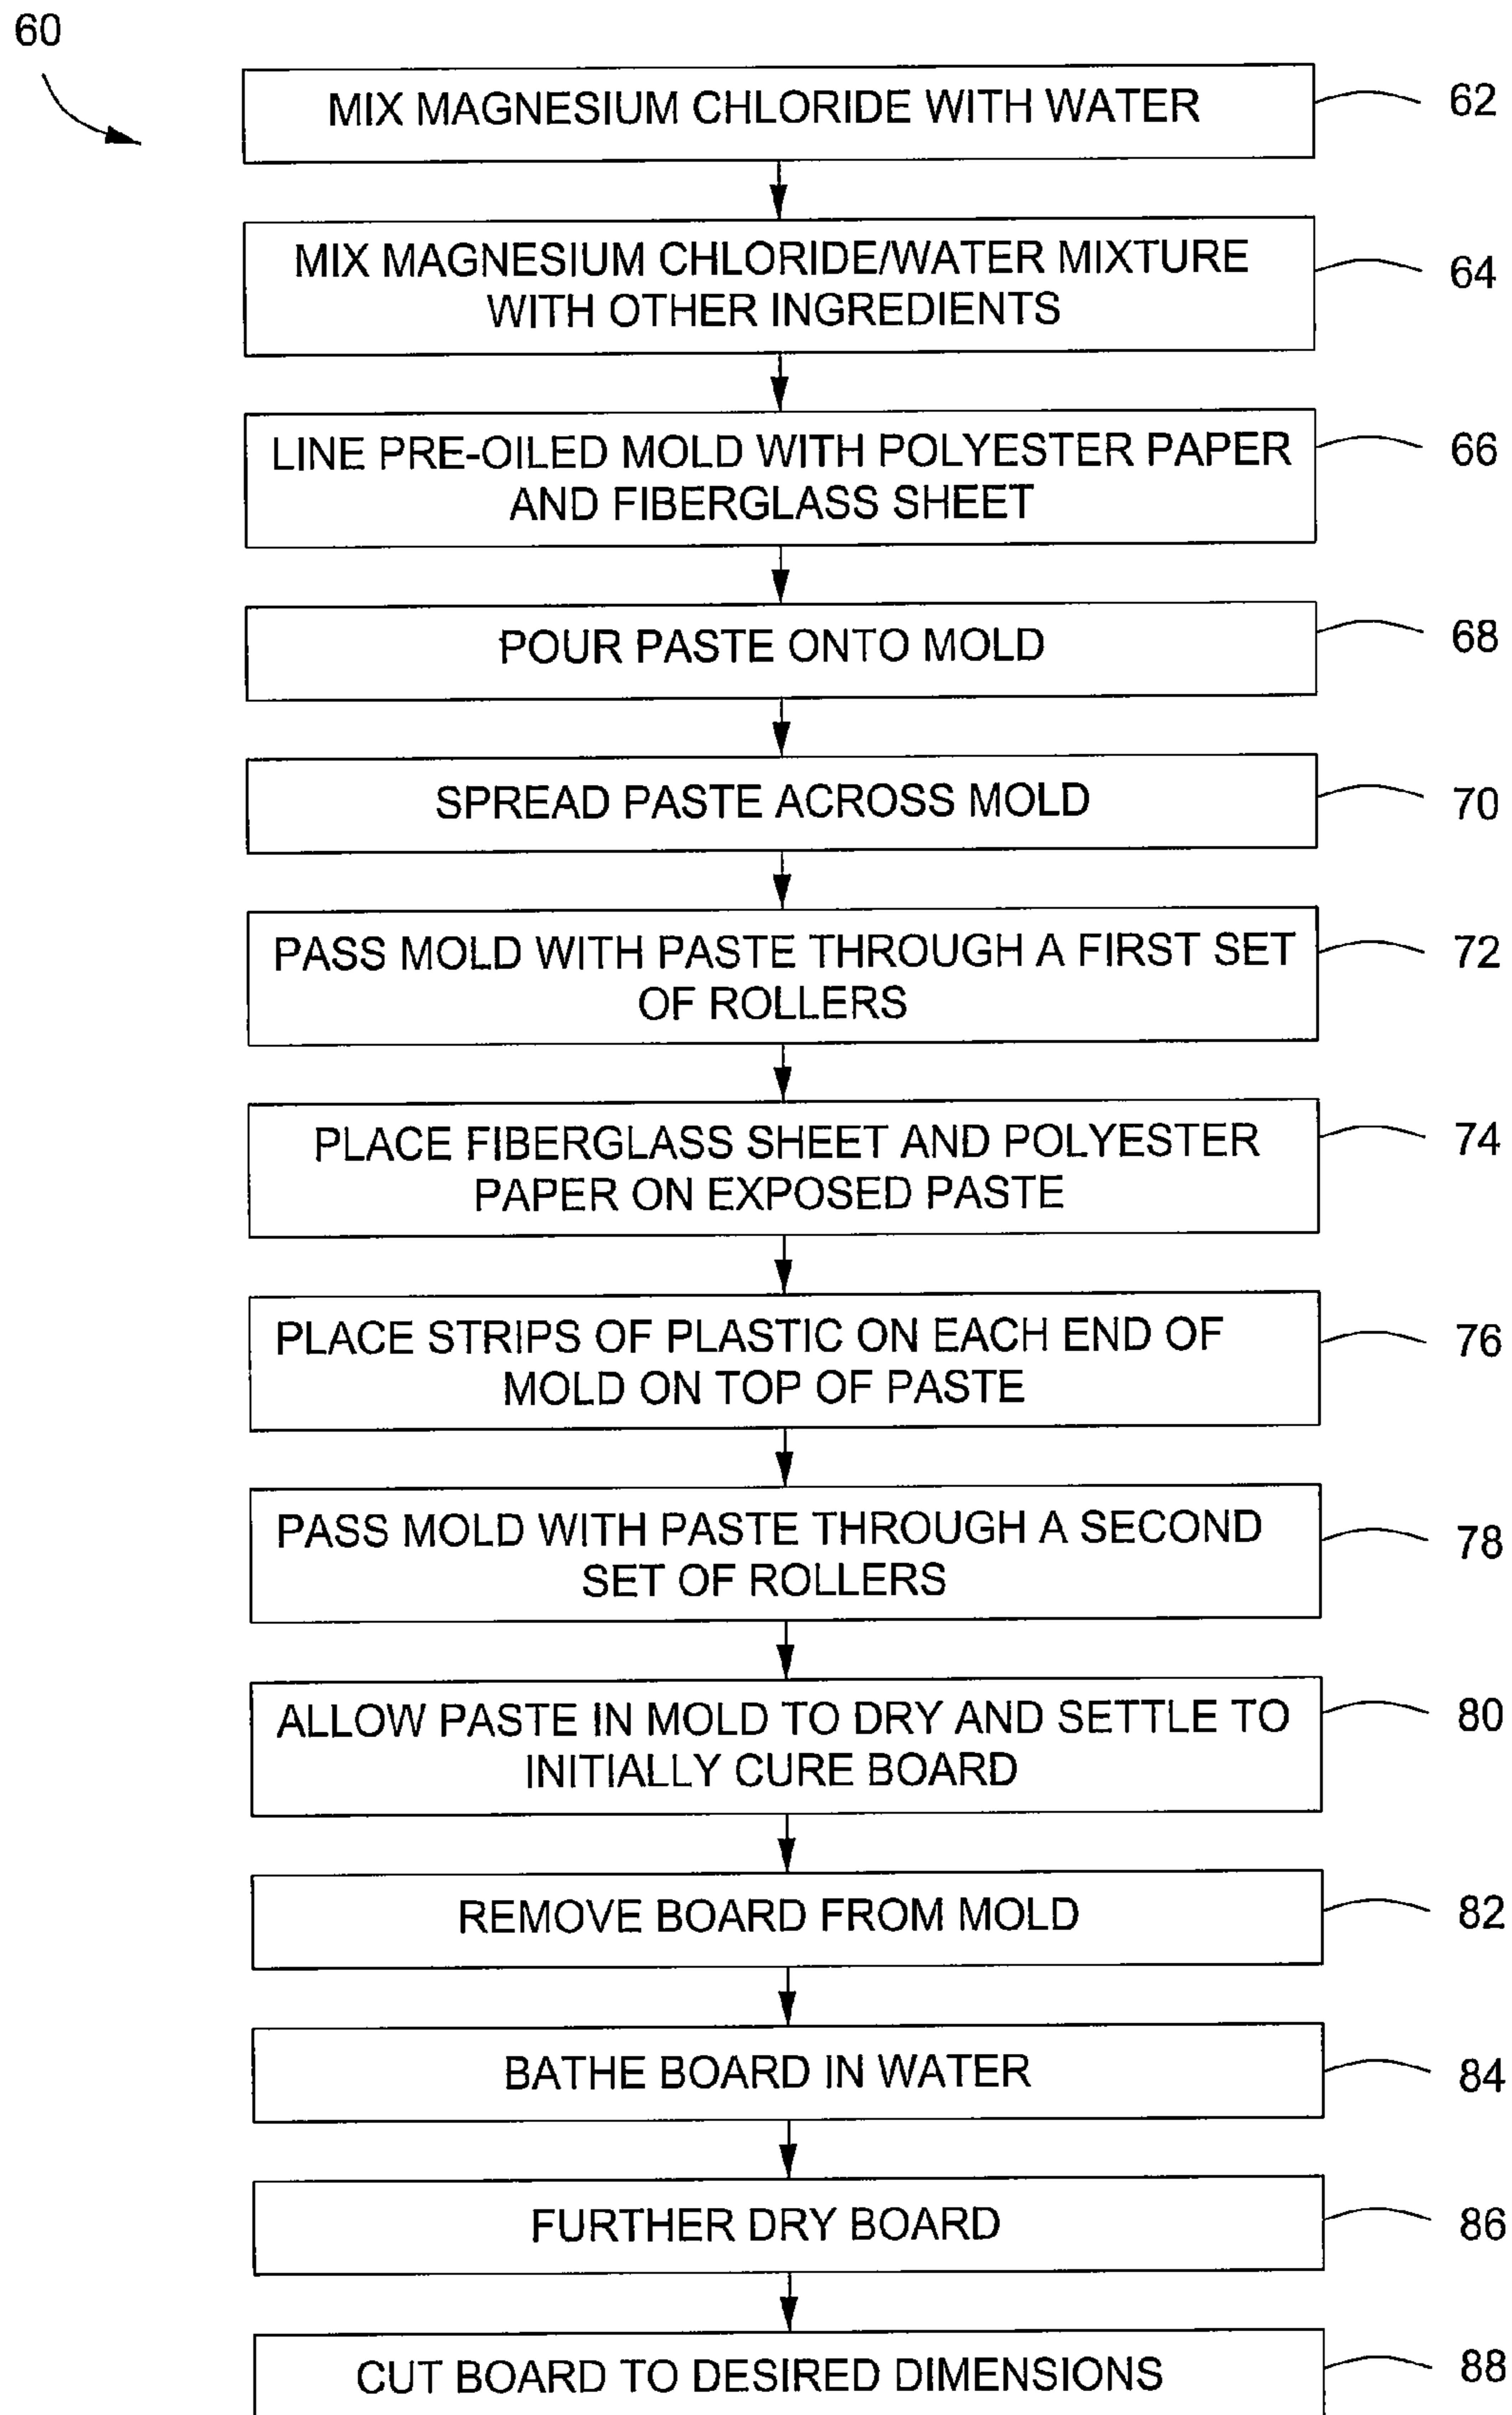 60
MIX MAGNESIUM CHLORIDE WITH WATER
62
MIX MAGNESIUM CHLORIDE/WATER MIXTURE
WITH OTHER INGREDIENTS
64
LINE PRE-OILED MOLD WITH POLYESTER PAPER
AND FIBERGLASS SHEET
66
POUR PASTE ONTO MOLD
68
SPREAD PASTE ACROSS MOLD
70
PASS MOLD WITH PASTE THROUGH A FIRST SET
OF ROLLERS
72
PLACE FIBERGLASS SHEET AND POLYESTER
PAPER ON EXPOSED PASTE
74
PLACE STRIPS OF PLASTIC ON EACH END OF
MOLD ON TOP OF PASTE
76
PASS MOLD WITH PASTE THROUGH A SECOND
SET OF ROLLERS
78
ALLOW PASTE IN MOLD TO DRY AND SETTLE TO
INITIALLY CURE BOARD
80
REMOVE BOARD FROM MOLD
82
BATHE BOARD IN WATER
84
FURTHER DRY BOARD
86
CUT BOARD TO DESIRED DIMENSIONS
88